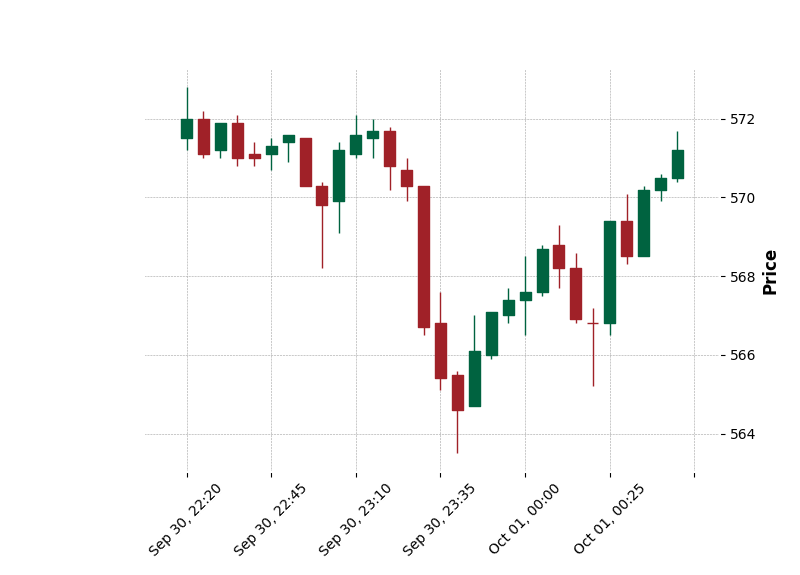 572
570
568
566
564
Price
Sep 30, 22:20
Sep 30, 22:45
Sep 30, 23:10
Sep 30, 23:35
Oct 01, 00:00
Oct 01, 00:25